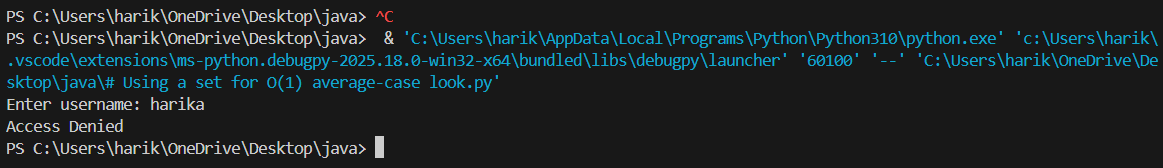 PS C:\Users\harik\OneDrive\Desktop\java> ^C
PS C:\Users\harik\OneDrive\Desktop\java>  & 'C:\Users\harik\AppData\Local\Programs\Python\Python310\python.exe' 'c:\Users\harik\
.vscode\extensions\ms-python.debugpy-2025.18.0-win32-x64\bundled\libs\debugpy\launcher' '60100' '--' 'C:\Users\harik\OneDrive\De
sktop\java\# Using a set for O(1) average-case look.py'
Enter username: harika
Access Denied
PS C:\Users\harik\OneDrive\Desktop\java>